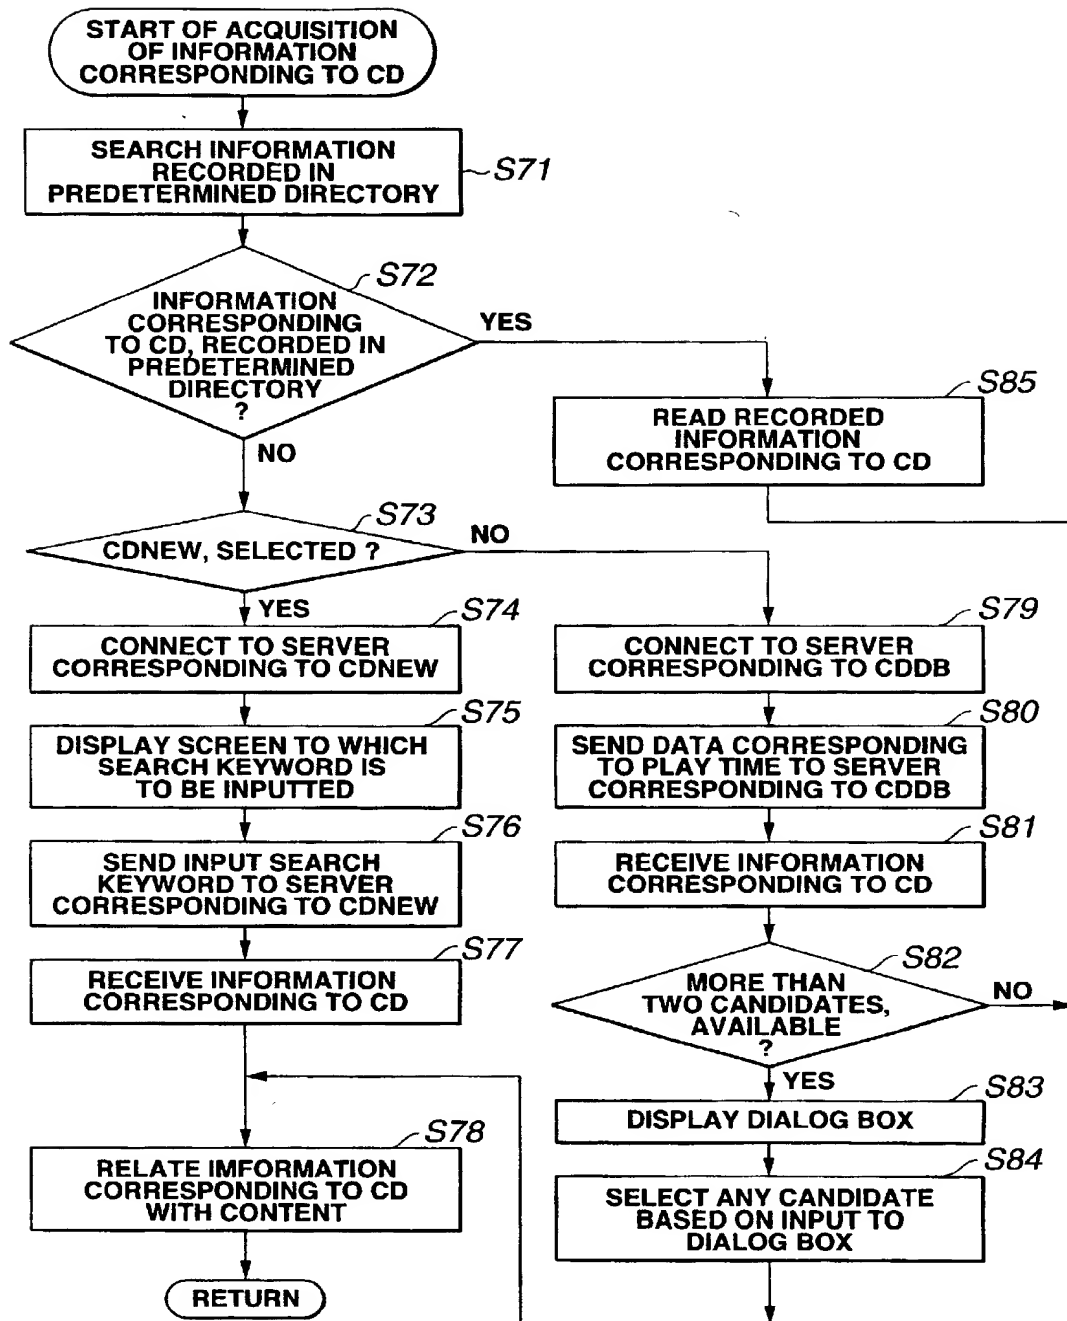 START OF ACQUISITION
OF INFORMATION
CORRESPONDING TO CD
SEARCH INFORMATION
RECORDED IN
PREDETERMINED DIRECTORY
S71
S72
INFORMATION
CORRESPONDING
TO CD, RECORDED IN
PREDETERMINED
DIRECTORY
?
YES
NO
S85
READ RECORDED
INFORMATION
CORRESPONDING TO CD
S73
CDNEW, SELECTED ?
NO
YES
S74
CONNECT TO SERVER
CORRESPONDING TO CDNEW
S75
DISPLAY SCREEN TO WHICH
SEARCH KEYWORD IS
TO BE INPUTTED
S76
SEND INPUT SEARCH
KEYWORD TO SERVER
CORRESPONDING TO CDNEW
S77
RECEIVE INFORMATION
CORRESPONDING TO CD
S78
RELATE IMFORMATION
CORRESPONDING TO CD
WITH CONTENT
RETURN
S79
CONNECT TO SERVER
CORRESPONDING TO CDDB
S80
SEND DATA CORRESPONDING
TO PLAY TIME TO SERVER
CORRESPONDING TO CDDB
S81
RECEIVE INFORMATION
CORRESPONDING TO CD
S82
MORE THAN
TWO CANDIDATES,
AVAILABLE
?
NO
YES
S83
DISPLAY DIALOG BOX
S84
SELECT ANY CANDIDATE
BASED ON INPUT TO
DIALOG BOX